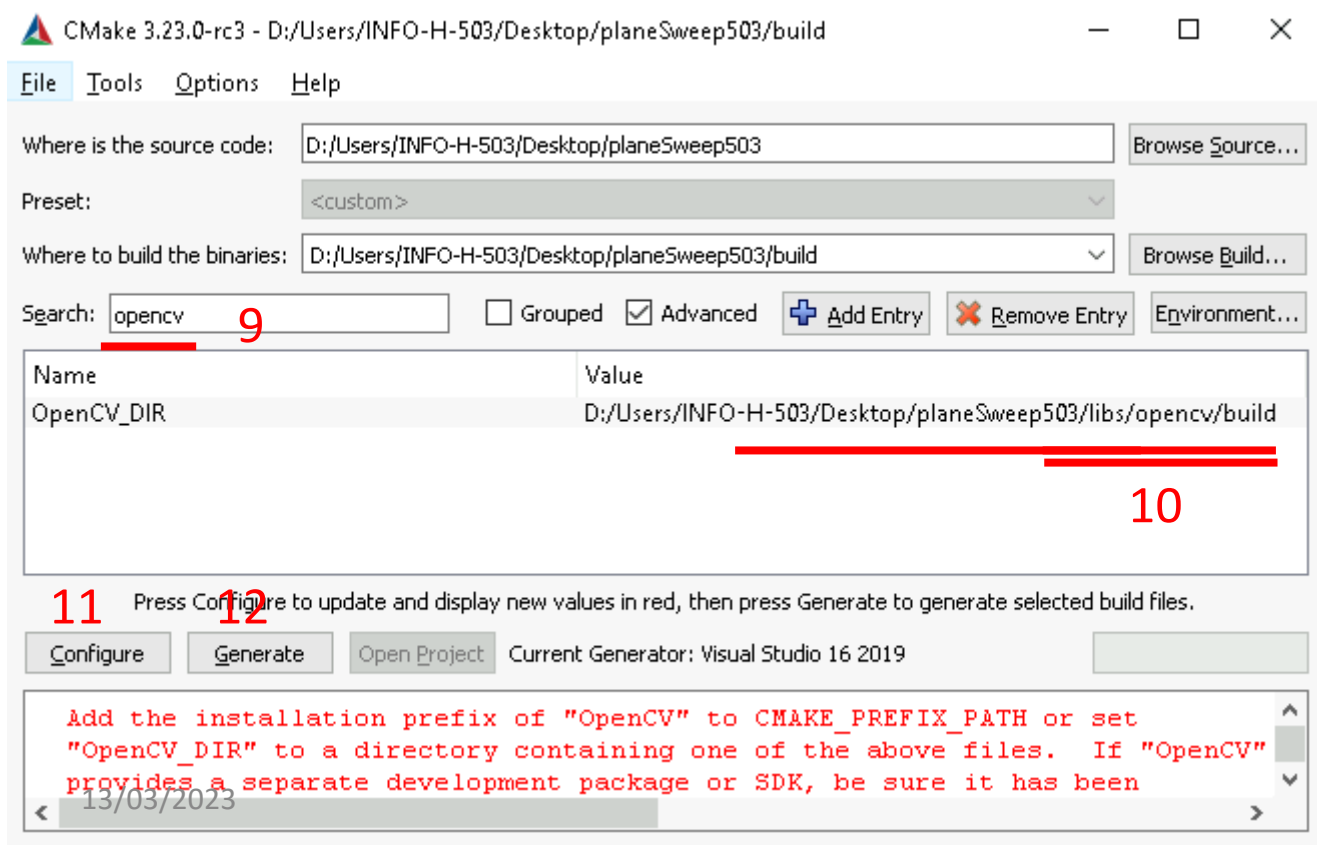 CMake 3.23.0-rc3 - D:/Users/INFO-H-503/Desktop/planeSweep503/build
File Tools Options Help
Where is the source code: D:/Users/INFO-H-503/Desktop/planeSweep503 Browse Source...
Preset: <custom>
Where to build the binaries: D:/Users/INFO-H-503/Desktop/planeSweep503/build Browse Build...
Search: opencv 9 Grouped Advanced Add Entry Remove Entry Environment...
Name Value
OpenCV_DIR D:/Users/INFO-H-503/Desktop/planeSweep503/libs/opencv/build
10
11 12
Press Configure to update and display new values in red, then press Generate to generate selected build files.
Configure Generate Open Project Current Generator: Visual Studio 16 2019
Add the installation prefix of "OpenCV" to CMAKE_PREFIX_PATH or set
"OpenCV_DIR" to a directory containing one of the above files. If "OpenCV"
provides a separate development package or SDK, be sure it has been
13/03/2023